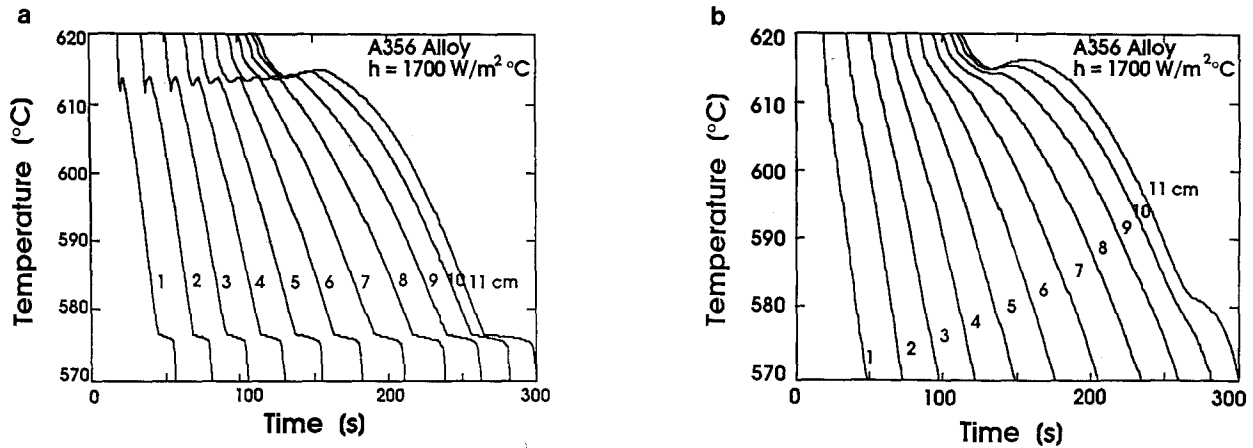 a
A356 Alloy
h = 1700 W/m² °C
Temperature (°C)
620
610
600
590
580
570
1 2 3 4 5 6 7 8 9 10 11 cm
0 100 200 300
Time (s)
b
A356 Alloy
h = 1700 W/m² °C
Temperature (°C)
620
610
600
590
580
570
11 cm
10
9
8
7
6
5
4
3
2
1
0 100 200 300
Time (s)